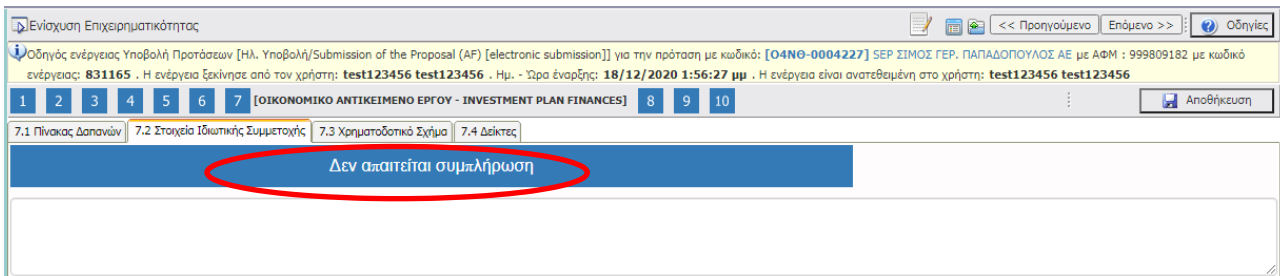 Ενίσχυση Επιχειρηματικότητας << Προηγούμενο Επόμενο >> Οδηγίες
Οδηγός ενέργειας Υποβολή Προτάσεων [Ηλ. Υποβολή/Submission of the Proposal (AF) [electronic submission]] για την πρόταση με κωδικό: [Ο4ΝΘ-0004227] SEP ΣΙΜΟΣ ΓΕΡ. ΠΑΠΑΔΟΠΟΥΛΟΣ ΑΕ με ΑΦΜ : 999809182 με κωδικό
ενέργειας: 831165 . Η ενέργεια ξεκίνησε από τον χρήστη: test123456 test123456 . Ημ. - Ώρα έναρξης: 18/12/2020 1:56:27 μμ . Η ενέργεια είναι ανατεθειμένη στο χρήστη: test123456 test123456
1 2 3 4 5 6 7 [ΟΙΚΟΝΟΜΙΚΟ ΑΝΤΙΚΕΙΜΕΝΟ ΕΡΓΟΥ - INVESTMENT PLAN FINANCES] 8 9 10 Αποθήκευση
7.1 Πίνακας Δαπανών 7.2 Στοιχεία Ιδιωτικής Συμμετοχής 7.3 Χρηματοδοτικό Σχήμα 7.4 Δείκτες
Δεν απαιτείται συμπλήρωση